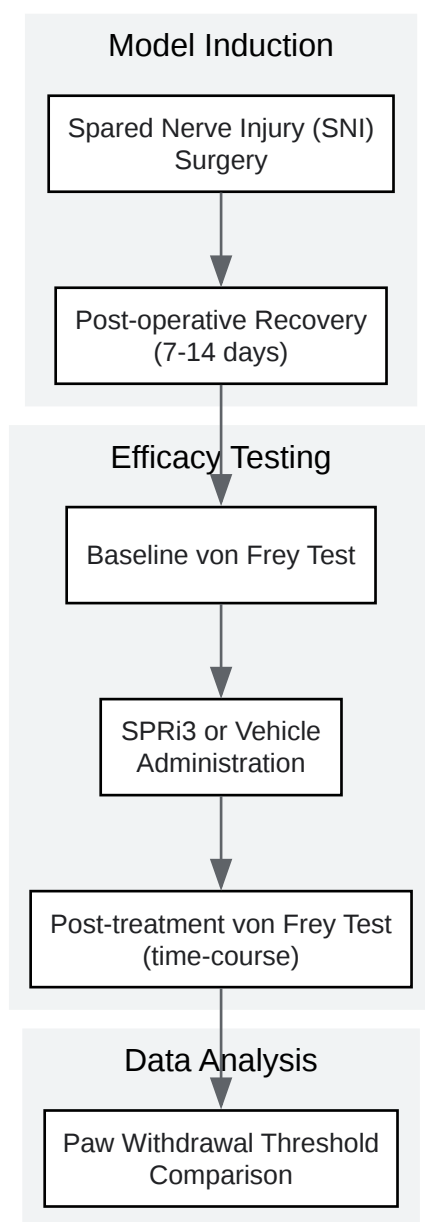 Model Induction
Spared Nerve Injury (SNI)
Surgery
Post-operative Recovery
(7-14 days)
Efficacy Testing
Baseline von Frey Test
SPRi3 or Vehicle
Administration
Post-treatment von Frey Test
(time-course)
Data Analysis
Paw Withdrawal Threshold
Comparison